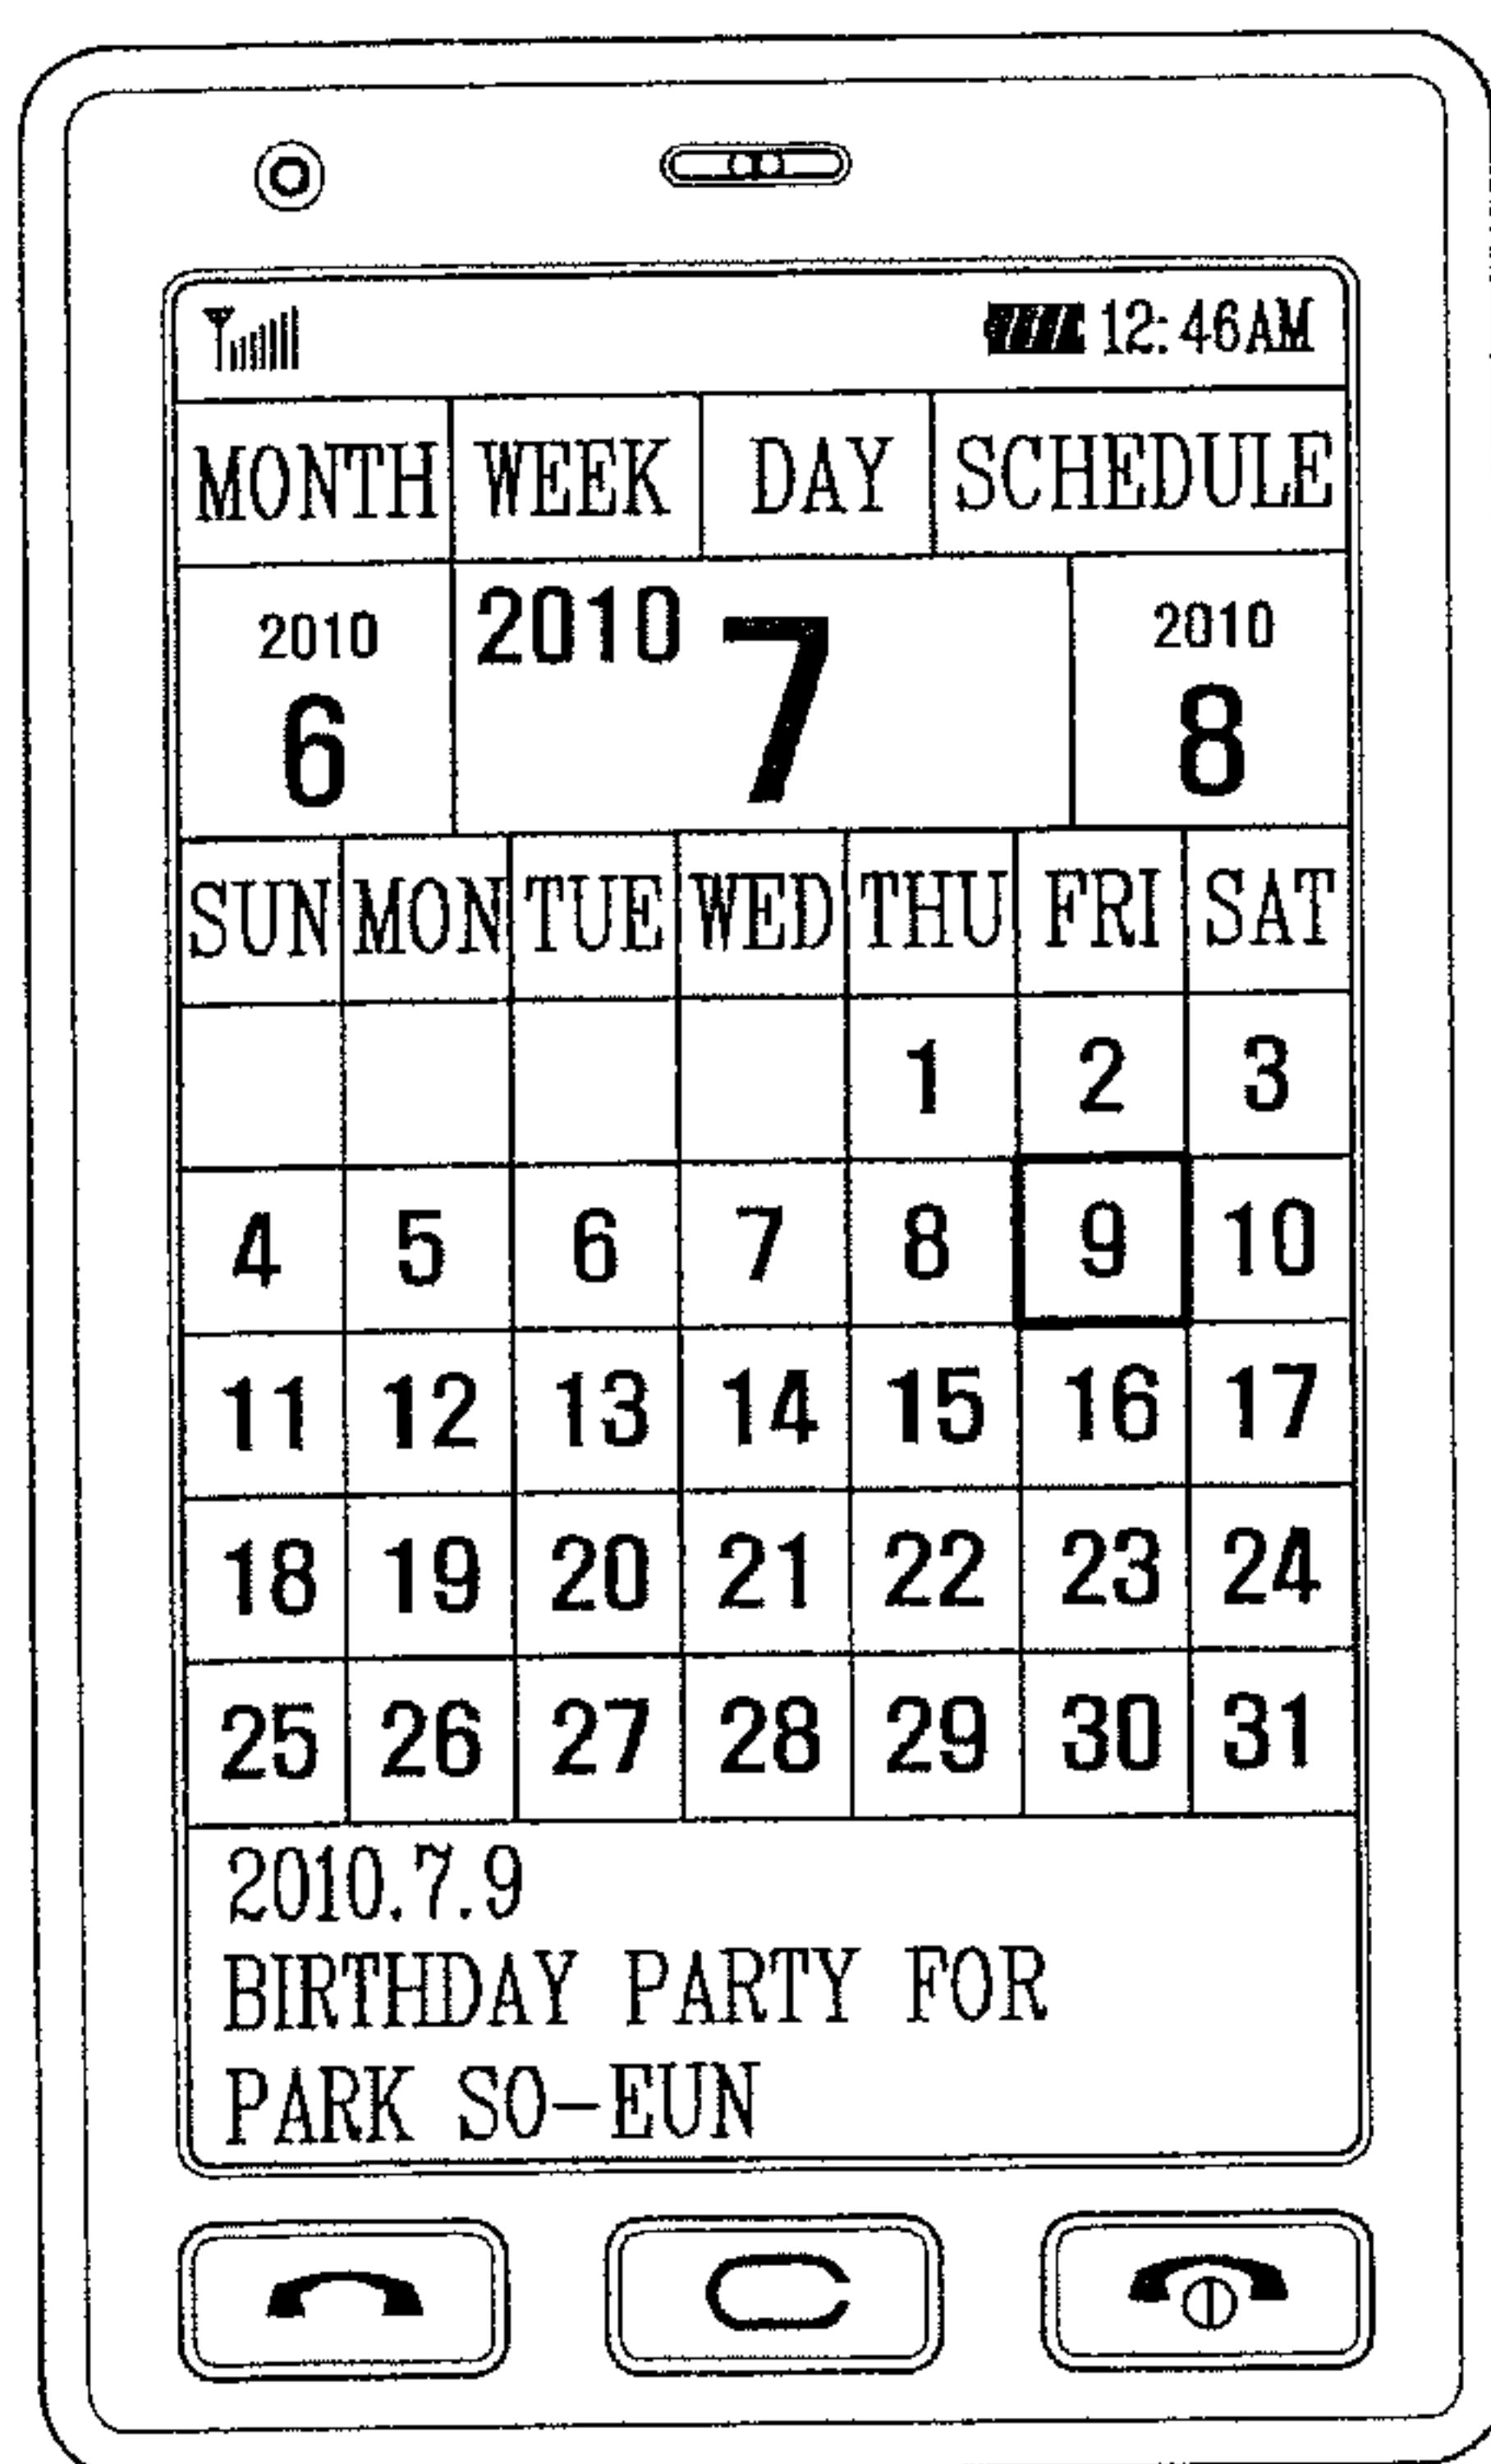 12:46AM
MONTH WEEK DAY SCHEDULE
2010 2010 2010
6 7 8
SUN MON TUE WED THU FRI SAT
1 2 3
4 5 6 7 8 9 10
11 12 13 14 15 16 17
18 19 20 21 22 23 24
25 26 27 28 29 30 31
2010.7.9
BIRTHDAY PARTY FOR
PARK SO-EUN